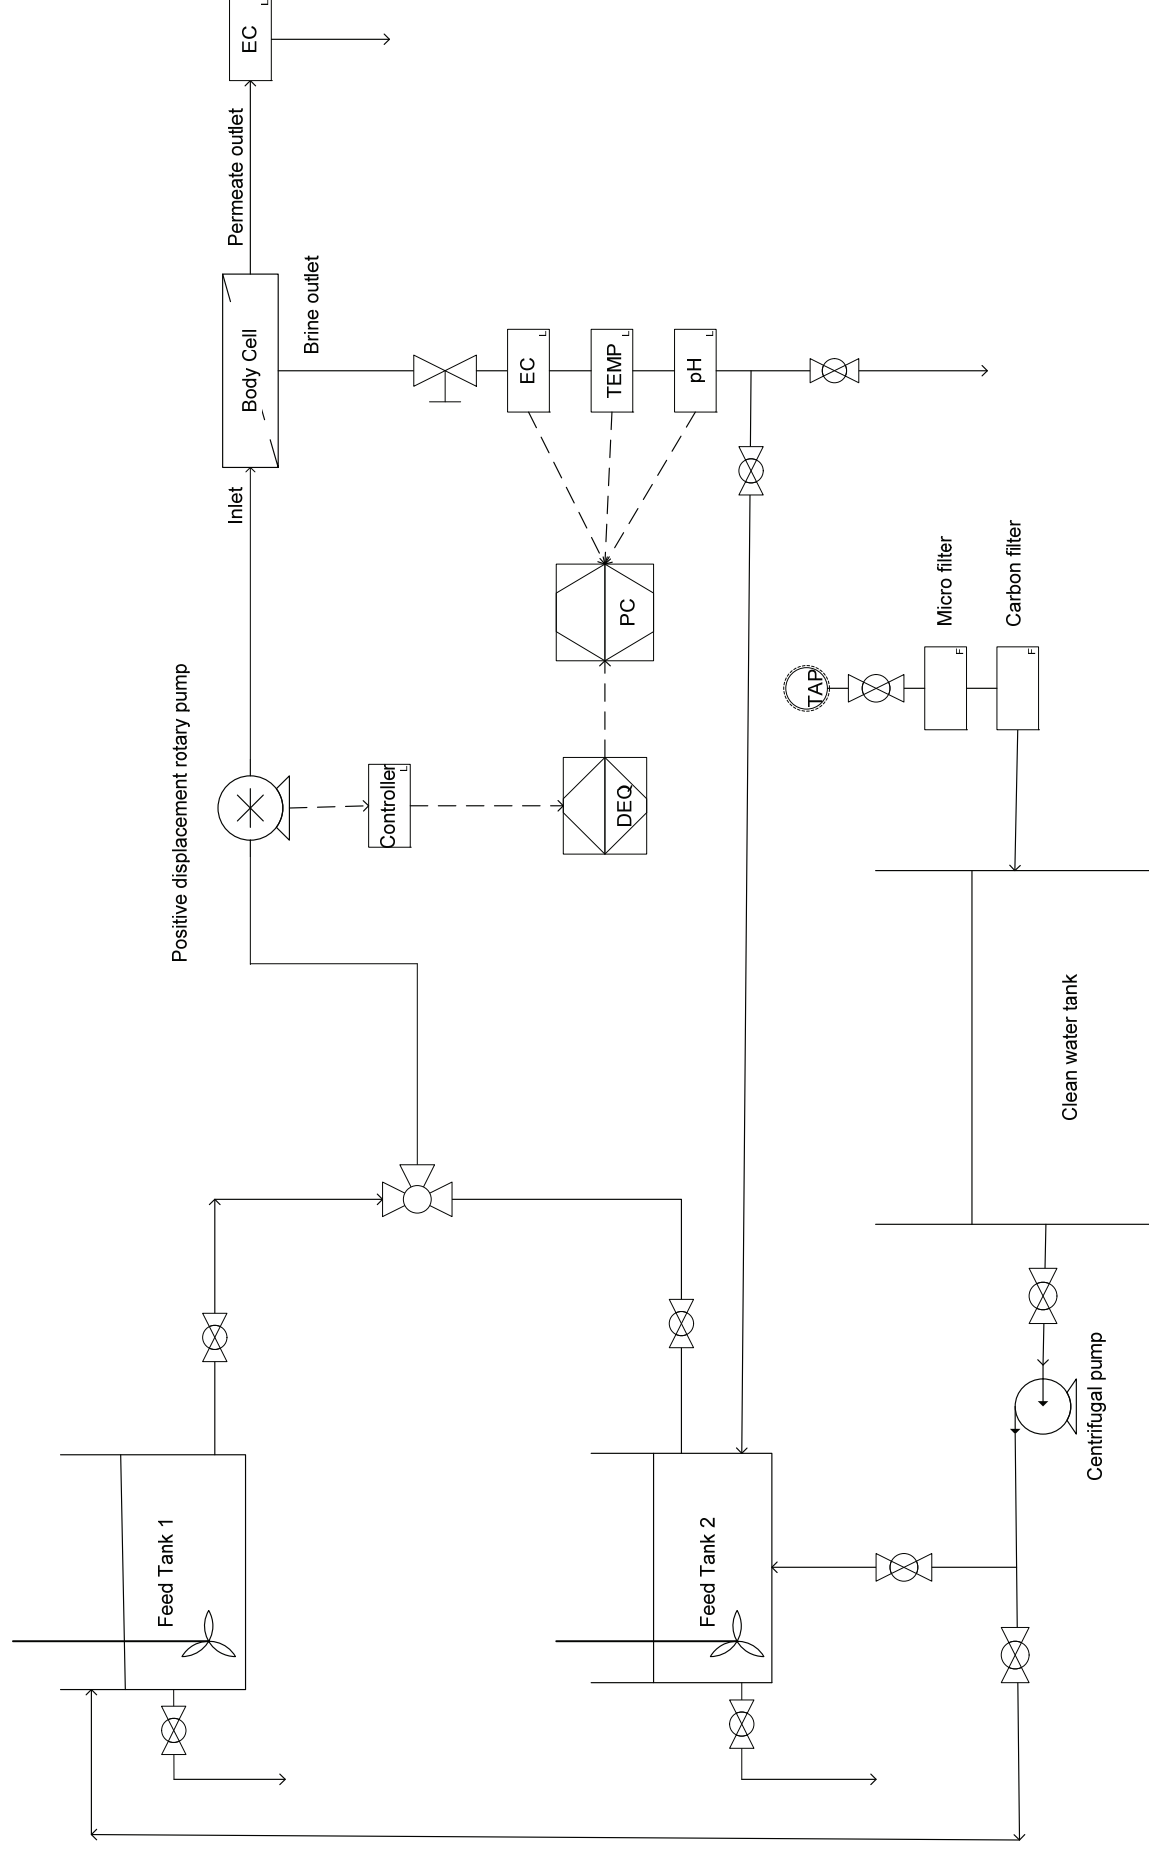 Feed Tank 1
Positive displacement rotary pump
Inlet
Permeate outlet
EC
L
Body Cell
Brine outlet
Controller
L
EC
L
TEMP
L
pH
L
DEQ
PC
Feed Tank 2
TAP
Micro filter
F
Carbon filter
F
Clean water tank
Centrifugal pump